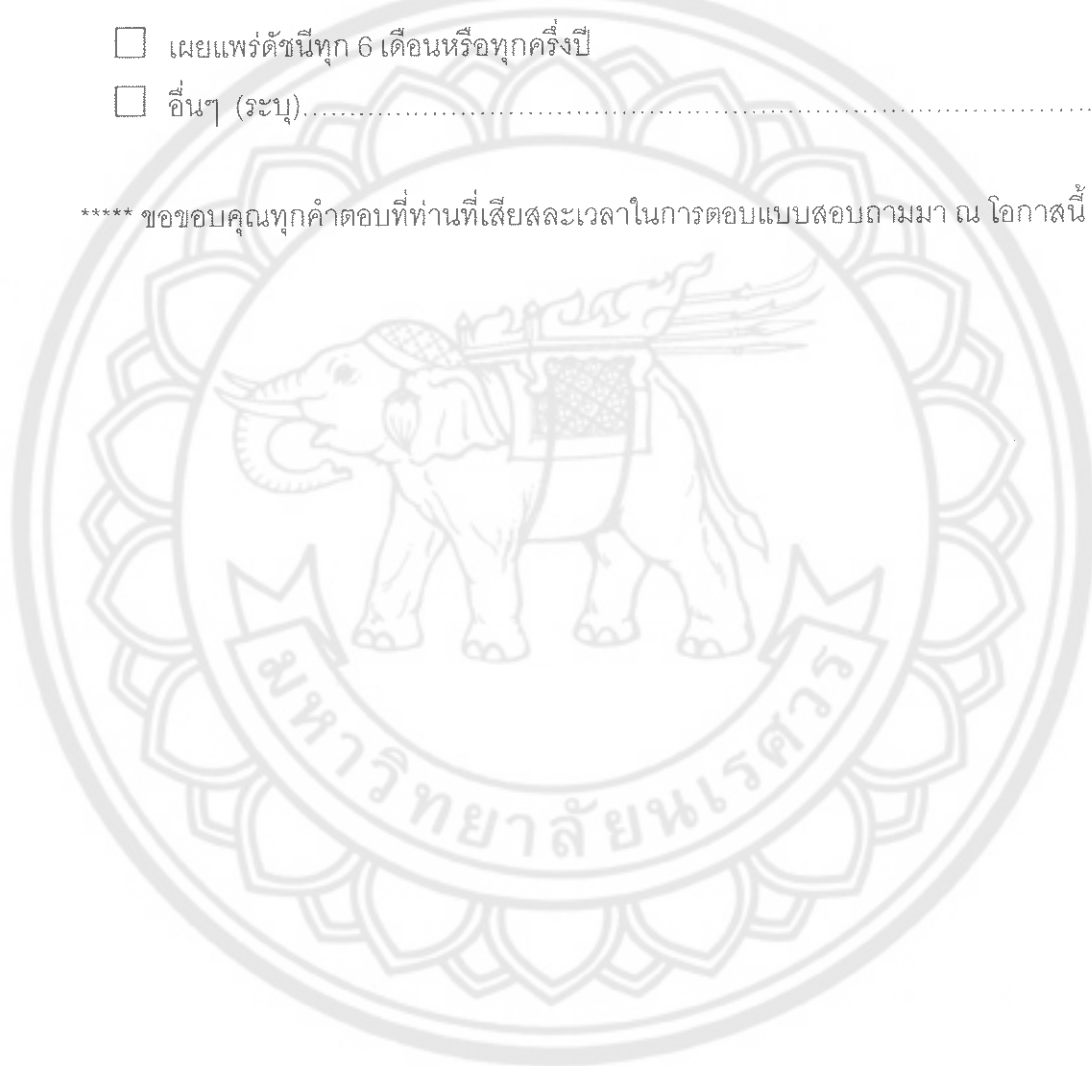 ☐ เผยแพร่ดัชนีทุก 6 เดือนหรือทุกครึ่งปี
☐ อื่นๆ (ระบุ)................................................................................
***** ขอขอบคุณทุกคำตอบที่ท่านที่เสียสละเวลาในการตอบแบบสอบถามมา ณ โอกาสนี้
มหาวิทยาลัยนเรศวร